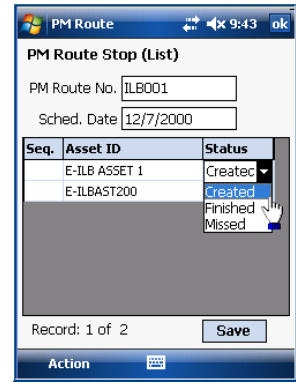 PM Route 9:43 ok
PM Route Stop (List)
PM Route No. ILB001
Sched. Date 12/7/2000
Seq. Asset ID Status
E-ILB ASSET 1 Created
E-ILBAST200 Created
Finished
Missed
Record: 1 of 2 Save
Action